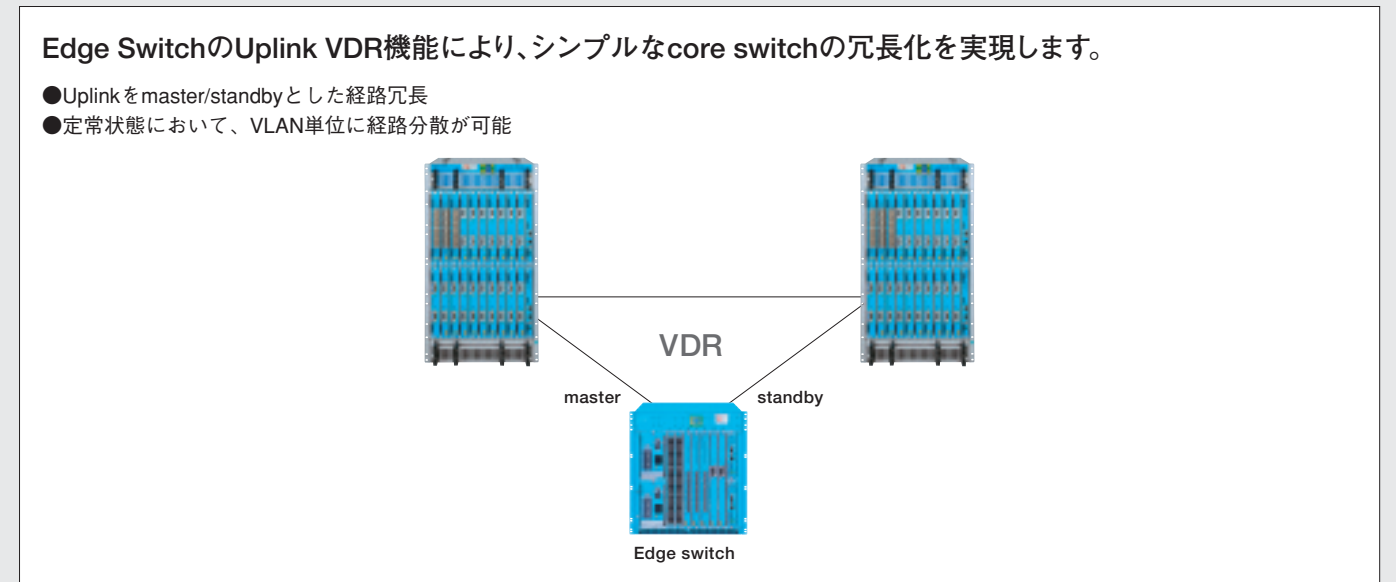 Edge SwitchのUplink VDR機能により、シンプルなcore switchの冗長化を実現します。
●Uplinkをmaster/standbyとした経路冗長
●定常状態において、VLAN単位に経路分散が可能
VDR
master
standby
Edge switch